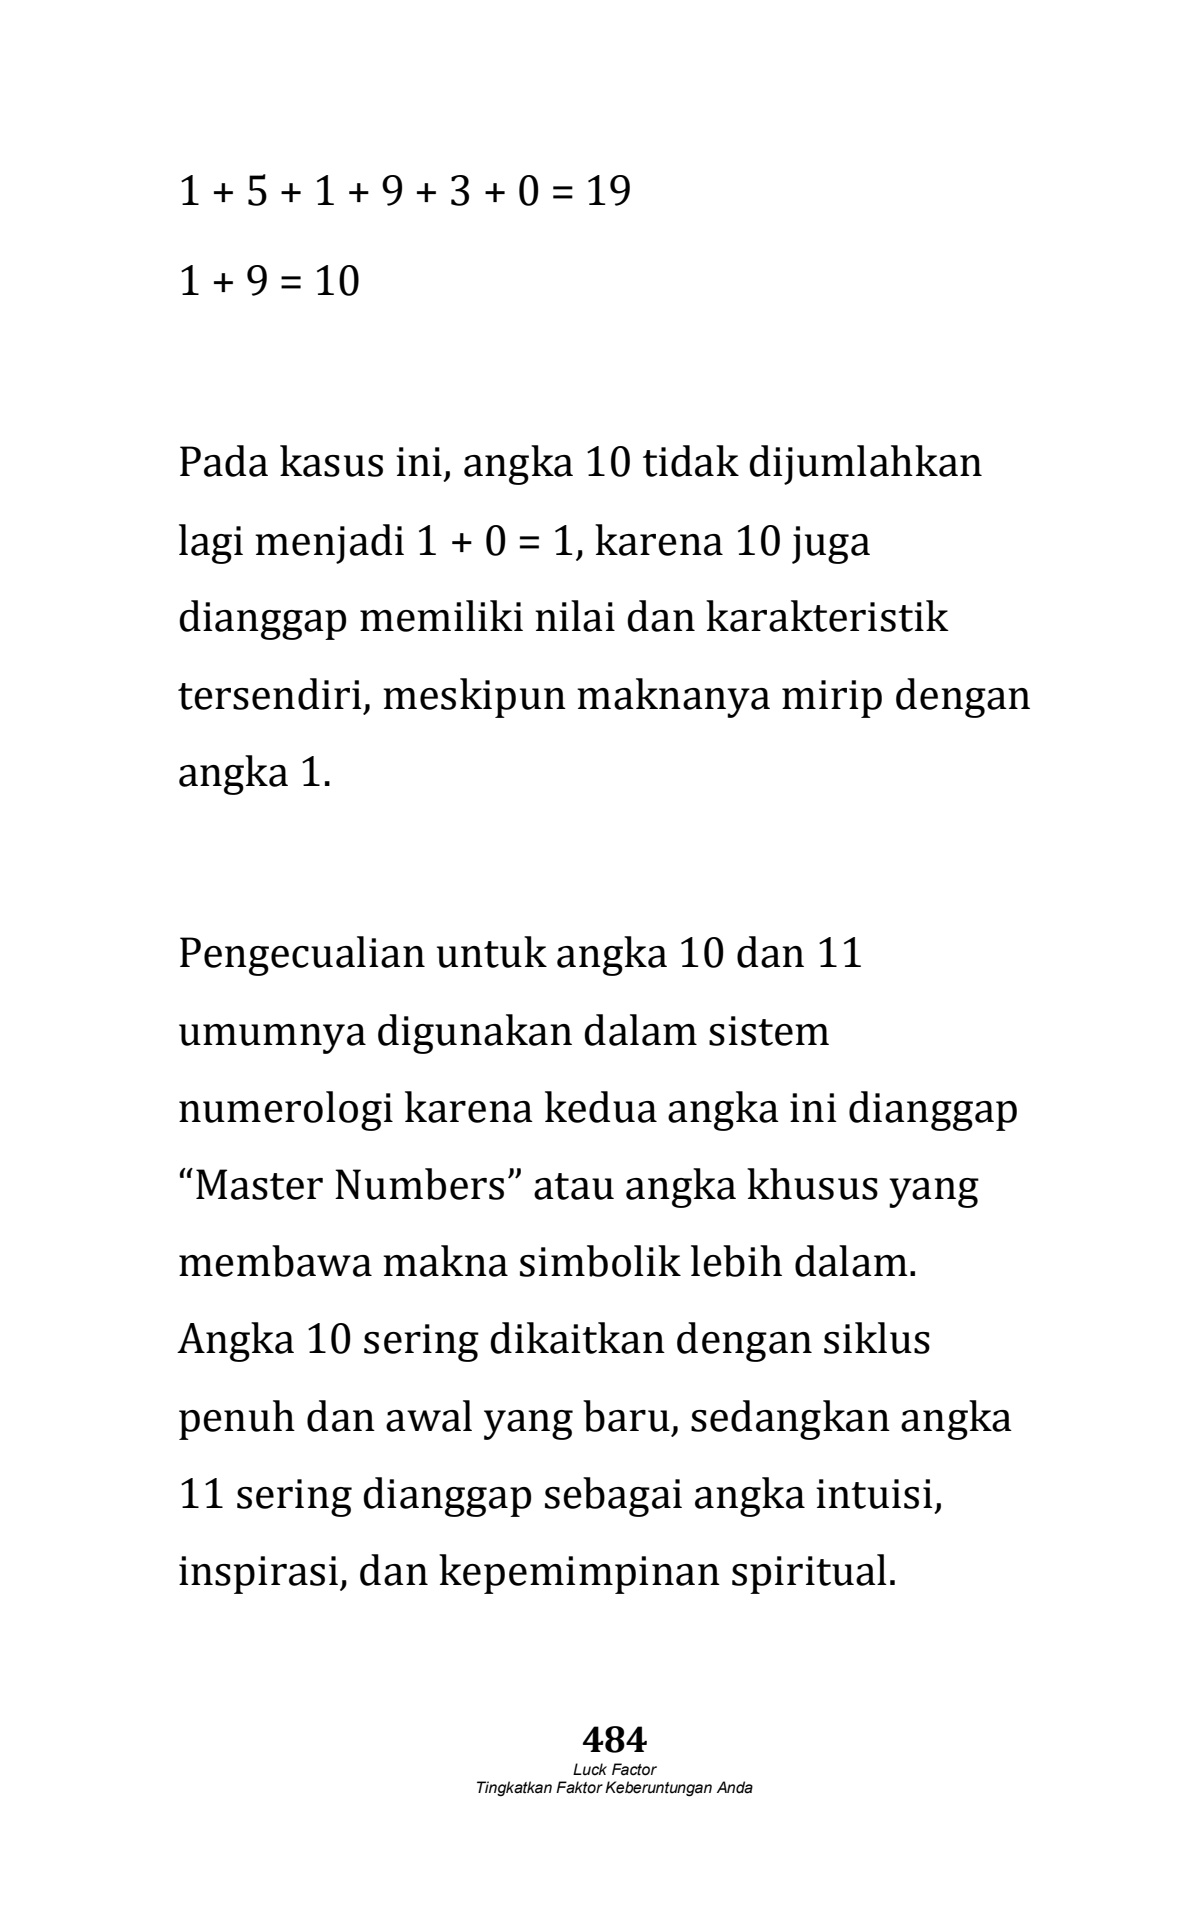 1 + 5 + 1 + 9 + 3 + 0 = 19
1 + 9 = 10
Pada kasus ini, angka 10 tidak dijumlahkan
lagi menjadi 1 + 0 = 1, karena 10 juga
dianggap memiliki nilai dan karakteristik
tersendiri, meskipun maknanya mirip dengan
angka 1.
Pengecualian untuk angka 10 dan 11
umumnya digunakan dalam sistem
numerologi karena kedua angka ini dianggap
“Master Numbers” atau angka khusus yang
membawa makna simbolik lebih dalam.
Angka 10 sering dikaitkan dengan siklus
penuh dan awal yang baru, sedangkan angka
11 sering dianggap sebagai angka intuisi,
inspirasi, dan kepemimpinan spiritual.
484
Luck Factor
Tingkatkan Faktor Keberuntungan Anda